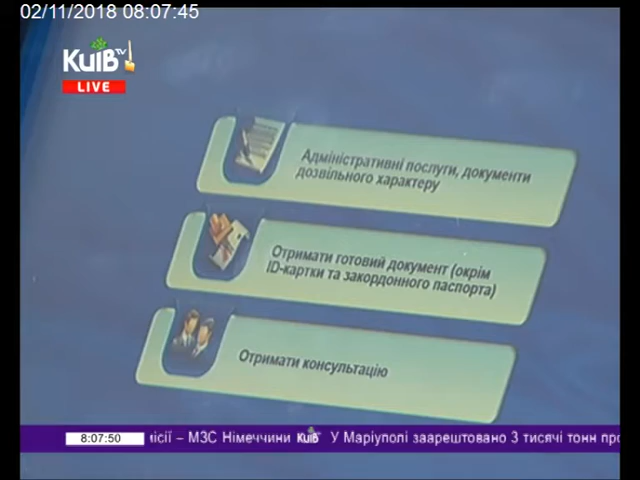 02/11/2018 08:07:45
КиївTV
LIVE
Адміністративні послуги, документи
дозвільного характеру
Отримати готовий документ (окрім
ID-картки та закордонного паспорта)
Отримати консультацію
8:07:50 – МЗС Німеччини Київ У Маріуполі заарештовано 3 тисячі тонн